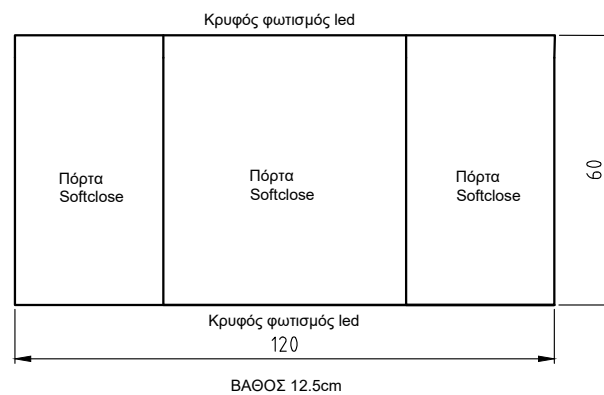 Κρυφός φωτισμός led
Πόρτα
Softclose
Πόρτα
Softclose
Πόρτα
Softclose
60
Κρυφός φωτισμός led
120
ΒΑΘΟΣ 12.5cm